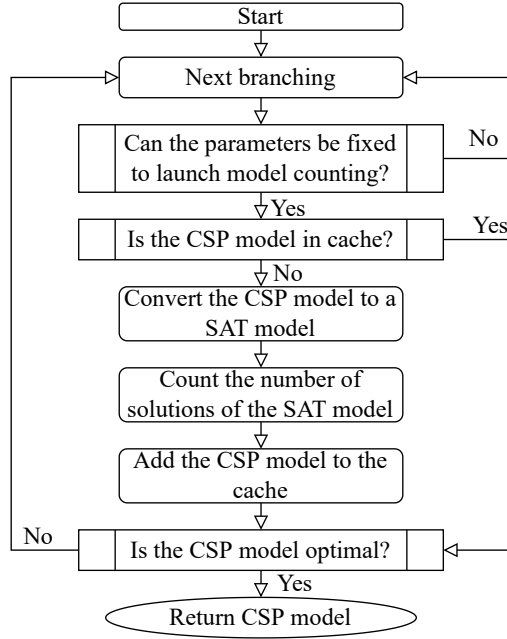 Start
Next branching
Can the parameters be fixed
to launch model counting?
No
Yes
Is the CSP model in cache?
Yes
No
Convert the CSP model to a
SAT model
Count the number of
solutions of the SAT model
Add the CSP model to the
cache
No
Is the CSP model optimal?
Yes
Return CSP model